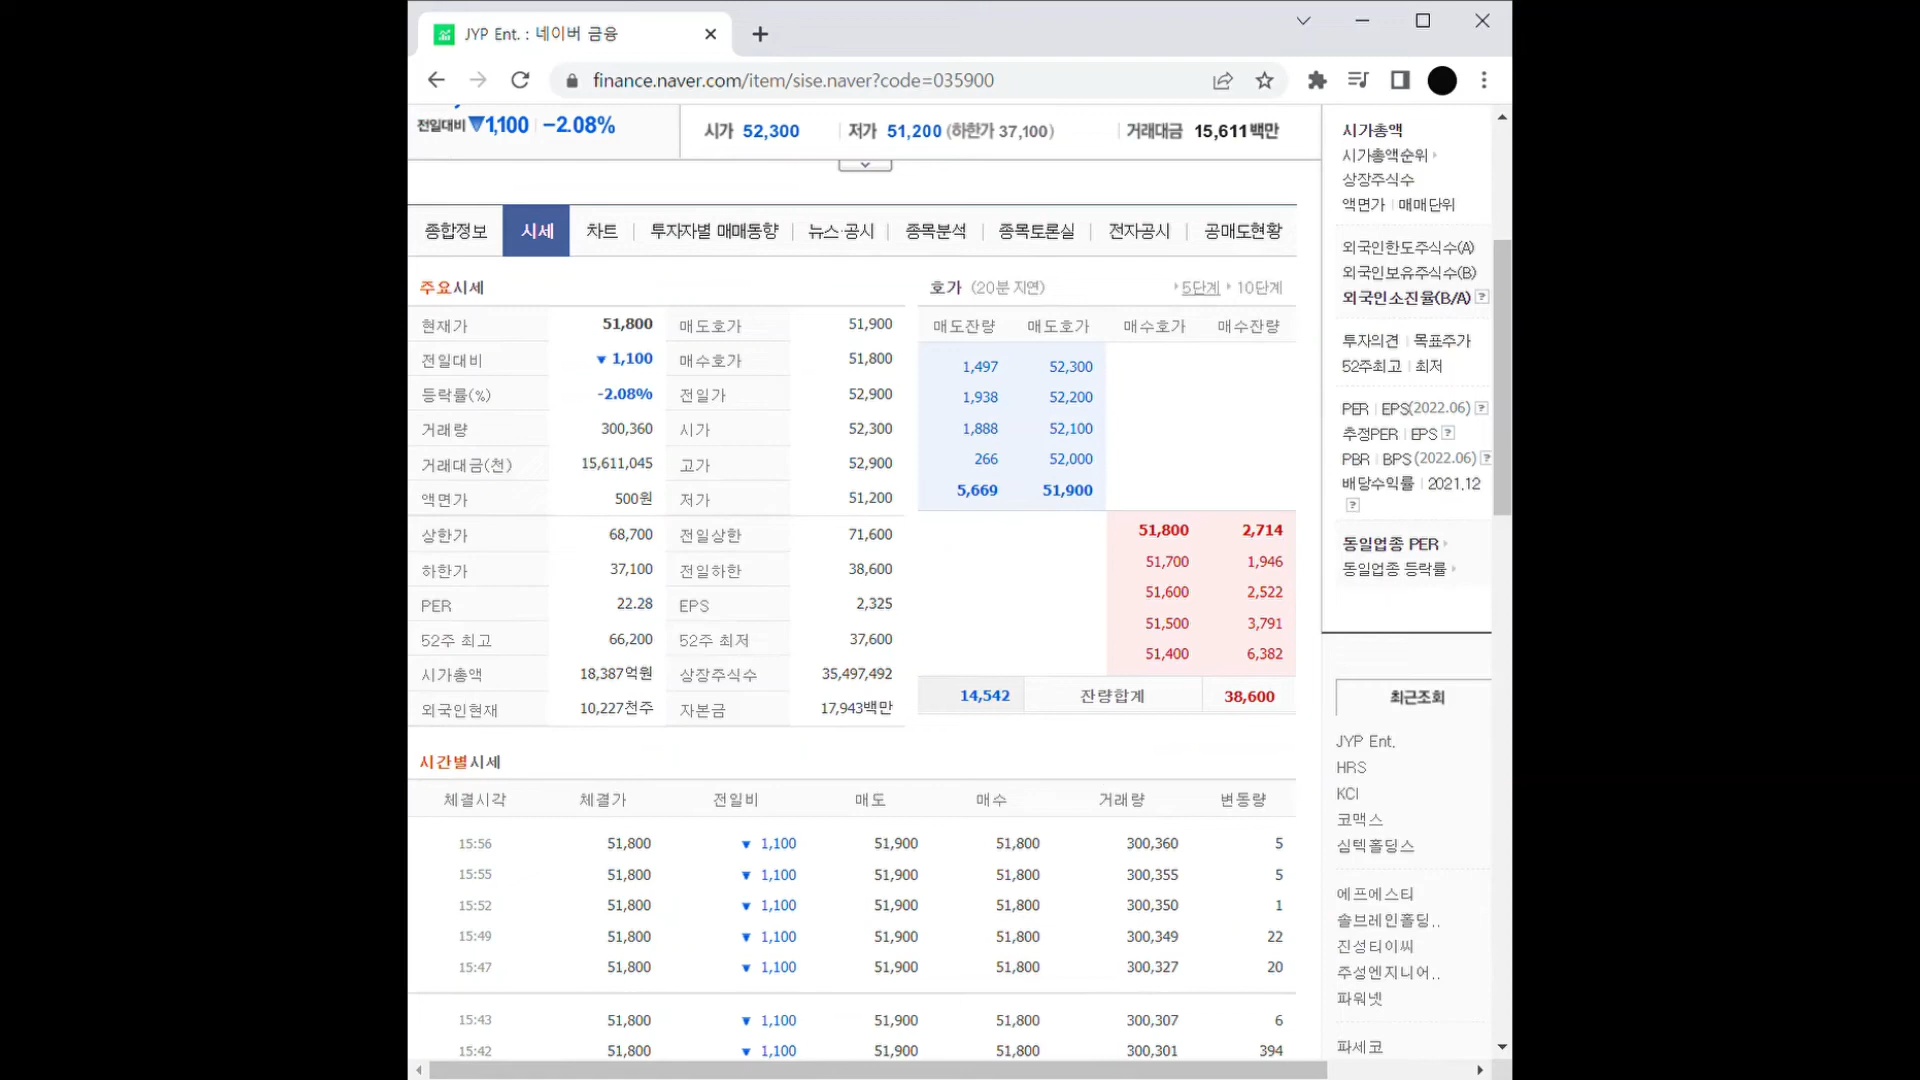 JYP Ent. : 네이버 금융
finance.naver.com/item/sise.naver?code=035900
전일대비 ▼1,100 −2.08%
시가 52,300 저가 51,200 (하한가 37,100) 거래대금 15,611 백만
종합정보 시세 차트 투자자별 매매동향 뉴스·공시 종목분석 종목토론실 전자공시 공매도현황
주요시세
현재가 51,800 매도호가 51,900
전일대비 ▼ 1,100 매수호가 51,800
등락률(%) -2.08% 전일가 52,900
거래량 300,360 시가 52,300
거래대금(천) 15,611,045 고가 52,900
액면가 500원 저가 51,200
상한가 68,700 전일상한 71,600
하한가 37,100 전일하한 38,600
PER 22.28 EPS 2,325
52주 최고 66,200 52주 최저 37,600
시가총액 18,387억원 상장주식수 35,497,492
외국인현재 10,227천주 자본금 17,943백만
호가 (20분 지연) 5단계 10단계
매도잔량 매도호가 매수호가 매수잔량
1,497 52,300
1,938 52,200
1,888 52,100
266 52,000
5,669 51,900
51,800 2,714
51,700 1,946
51,600 2,522
51,500 3,791
51,400 6,382
14,542 잔량합계 38,600
시간별시세
체결시각 체결가 전일비 매도 매수 거래량 변동량
15:56 51,800 ▼ 1,100 51,900 51,800 300,360 5
15:55 51,800 ▼ 1,100 51,900 51,800 300,355 5
15:52 51,800 ▼ 1,100 51,900 51,800 300,350 1
15:49 51,800 ▼ 1,100 51,900 51,800 300,349 22
15:47 51,800 ▼ 1,100 51,900 51,800 300,327 20
15:43 51,800 ▼ 1,100 51,900 51,800 300,307 6
15:42 51,800 ▼ 1,100 51,900 51,800 300,301 394
시가총액
시가총액순위
상장주식수
액면가 | 매매단위
외국인한도주식수(A)
외국인보유주식수(B)
외국인소진율(B/A) ?
투자의견 | 목표주가
52주최고 | 최저
PER | EPS(2022.06) ?
추정PER | EPS ?
PBR | BPS (2022.06) ?
배당수익률 | 2021.12
?
동일업종 PER
동일업종 등락률
최근조회
JYP Ent.
HRS
KCI
코맥스
심텍홀딩스
에프에스티
솔브레인홀딩..
진성티이씨
주성엔지니어..
파워넷
파세코